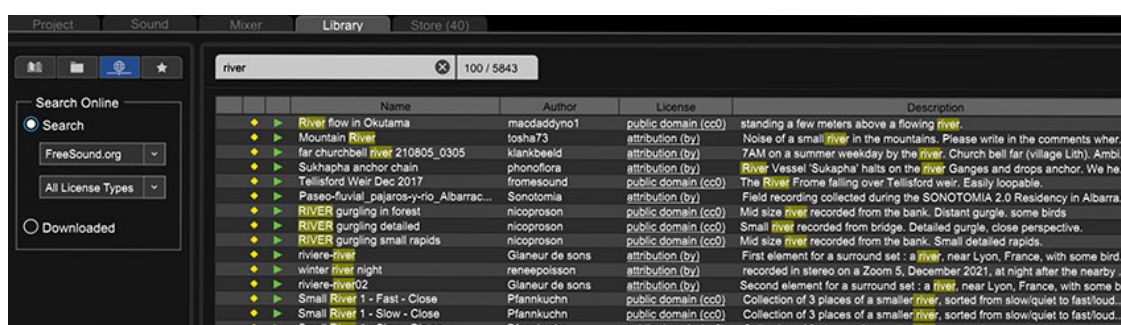 Project Sound Mixer Library Store (40)
river 100 / 5843
Search Online
Search
FreeSound.org
All License Types
Downloaded
Name Author License Description
River flow in Okutama macdaddyno1 public domain (cc0) standing a few meters above a flowing river.
Mountain River tosha73 attribution (by) Noise of a small river in the mountains. Please write in the comments wher.
far churchbell river 210805_0305 klankbeeld attribution (by) 7AM on a summer weekday by the river. Church bell far (village Lith). Ambi.
Sukhapha anchor chain phonoflora attribution (by) River Vessel 'Sukapha' halts on the river Ganges and drops anchor. We he.
Tellisford Weir Dec 2017 fromesound public domain (cc0) The River Frome falling over Tellisford weir. Easily loopable.
Paseo-fluvial_pajaros-y-rio_Albarrac... Sonotomia attribution (by) Field recording collected during the SONOTOMIA 2.0 Residency in Albarra.
RIVER gurgling in forest nicoproson public domain (cc0) Mid size river recorded from the bank. Distant gurgle. some birds
RIVER gurgling detailed nicoproson public domain (cc0) Small river recorded from bridge. Detailed gurgle, close perspective.
RIVER gurgling small rapids nicoproson public domain (cc0) Mid size river recorded from the bank. Small detailed rapids.
riviere-river Glaneur de sons attribution (by) First element for a surround set : a river, near Lyon, France, with some bird.
winter river night reneepoisson attribution (by) recorded in stereo on a Zoom 5, December 2021, at night after the nearby .
riviere-river02 Glaneur de sons attribution (by) Second element for a surround set : a river, near Lyon, France, with some b
Small River 1 - Fast - Close Pfannkuchn public domain (cc0) Collection of 3 places of a smaller river, sorted from slow/quiet to fast/loud...
Small River 1 - Slow - Close Pfannkuchn public domain (cc0) Collection of 3 places of a smaller river, sorted from slow/quiet to fast/loud...